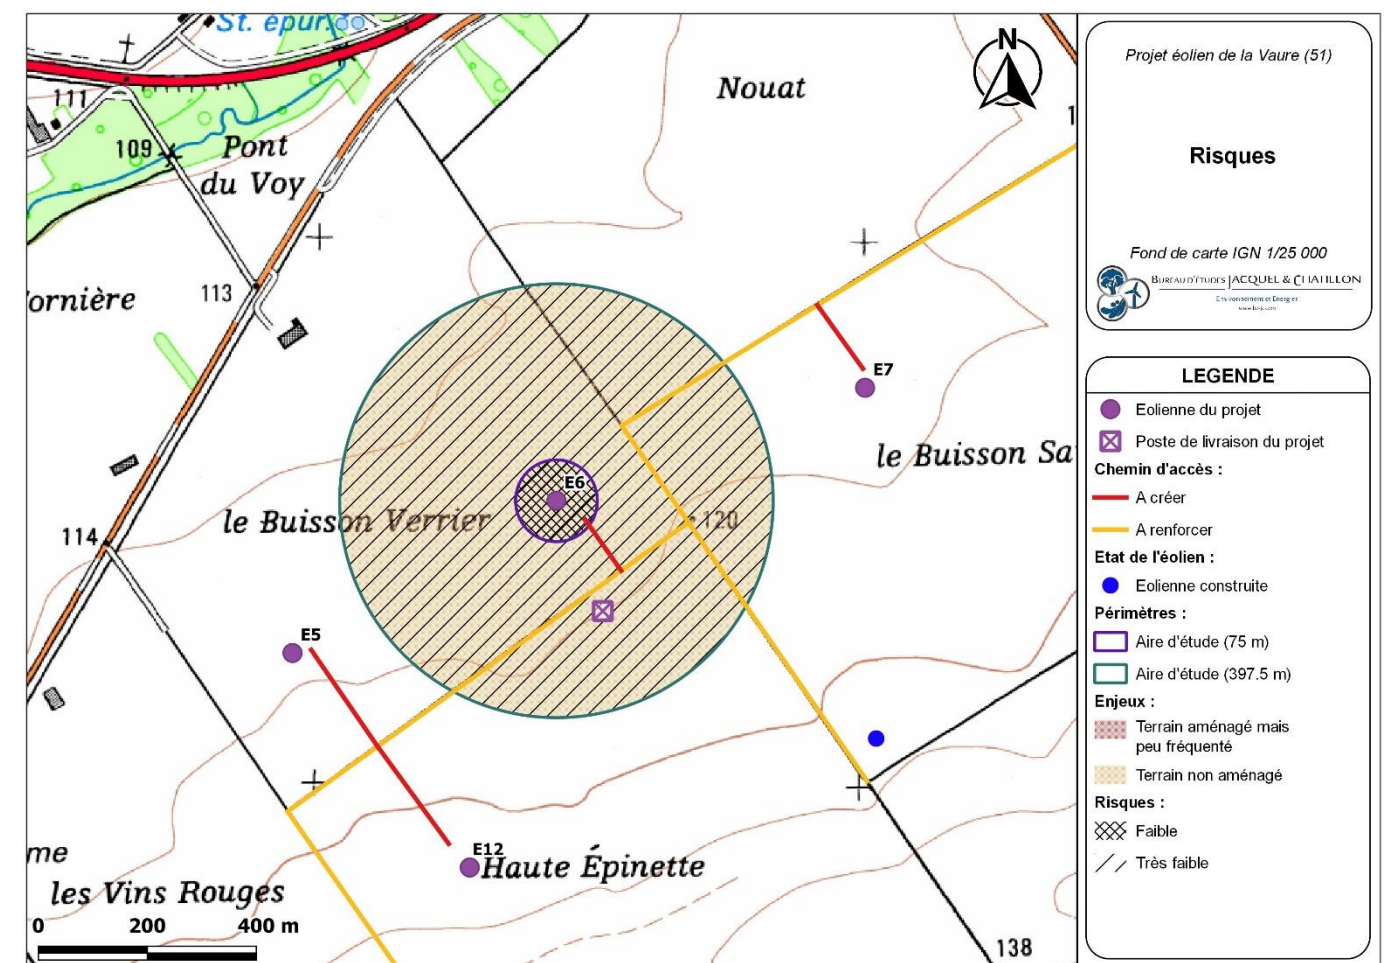 St. épur.
Nouat
111
109
Pont
du Voy
113
ornière
E7
le Buisson Sa
E6
le Buisson Verrier
120
114
E5
E12
Haute Épinette
me
les Vins Rouges
0 200 400 m
138
N
1
Projet éolien de la Vaure (51)
Risques
Fond de carte IGN 1/25 000
BUREAU D'ÉTUDES JACQUEL & CHATILLON
Environnement et Energies
LEGENDE
Eolienne du projet
Poste de livraison du projet
Chemin d'accès :
A créer
A renforcer
Etat de l'éolien :
Eolienne construite
Périmètres :
Aire d'étude (75 m)
Aire d'étude (397.5 m)
Enjeux :
Terrain aménagé mais
peu fréquenté
Terrain non aménagé
Risques :
Faible
Très faible